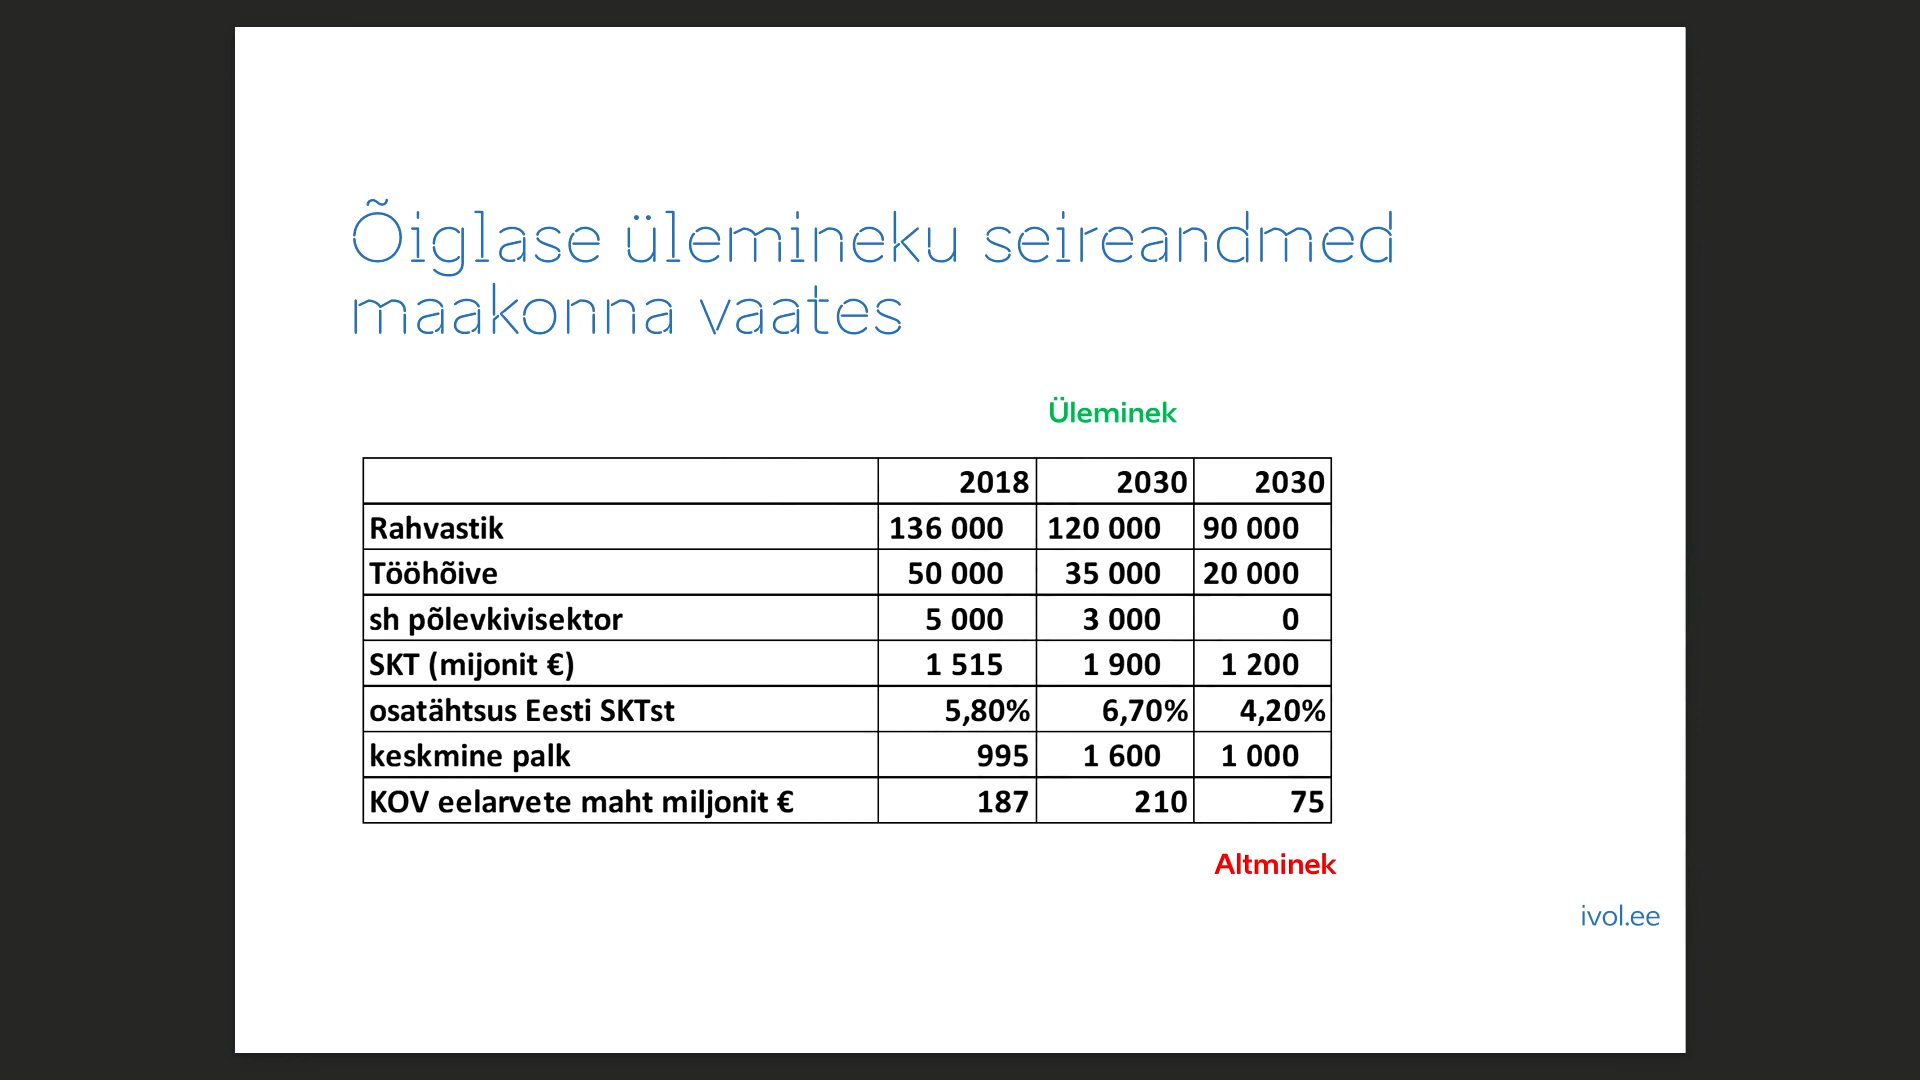 Õiglase ülemineku seireandmed
maakonna vaates
Üleminek
2018 2030 2030
Rahvastik 136 000 120 000 90 000
Tööhõive 50 000 35 000 20 000
sh põlevkivisektor 5 000 3 000 0
SKT (mijonit €) 1 515 1 900 1 200
osatähtsus Eesti SKTst 5,80% 6,70% 4,20%
keskmine palk 995 1 600 1 000
KOV eelarvete maht miljonit € 187 210 75
Altminek
ivol.ee